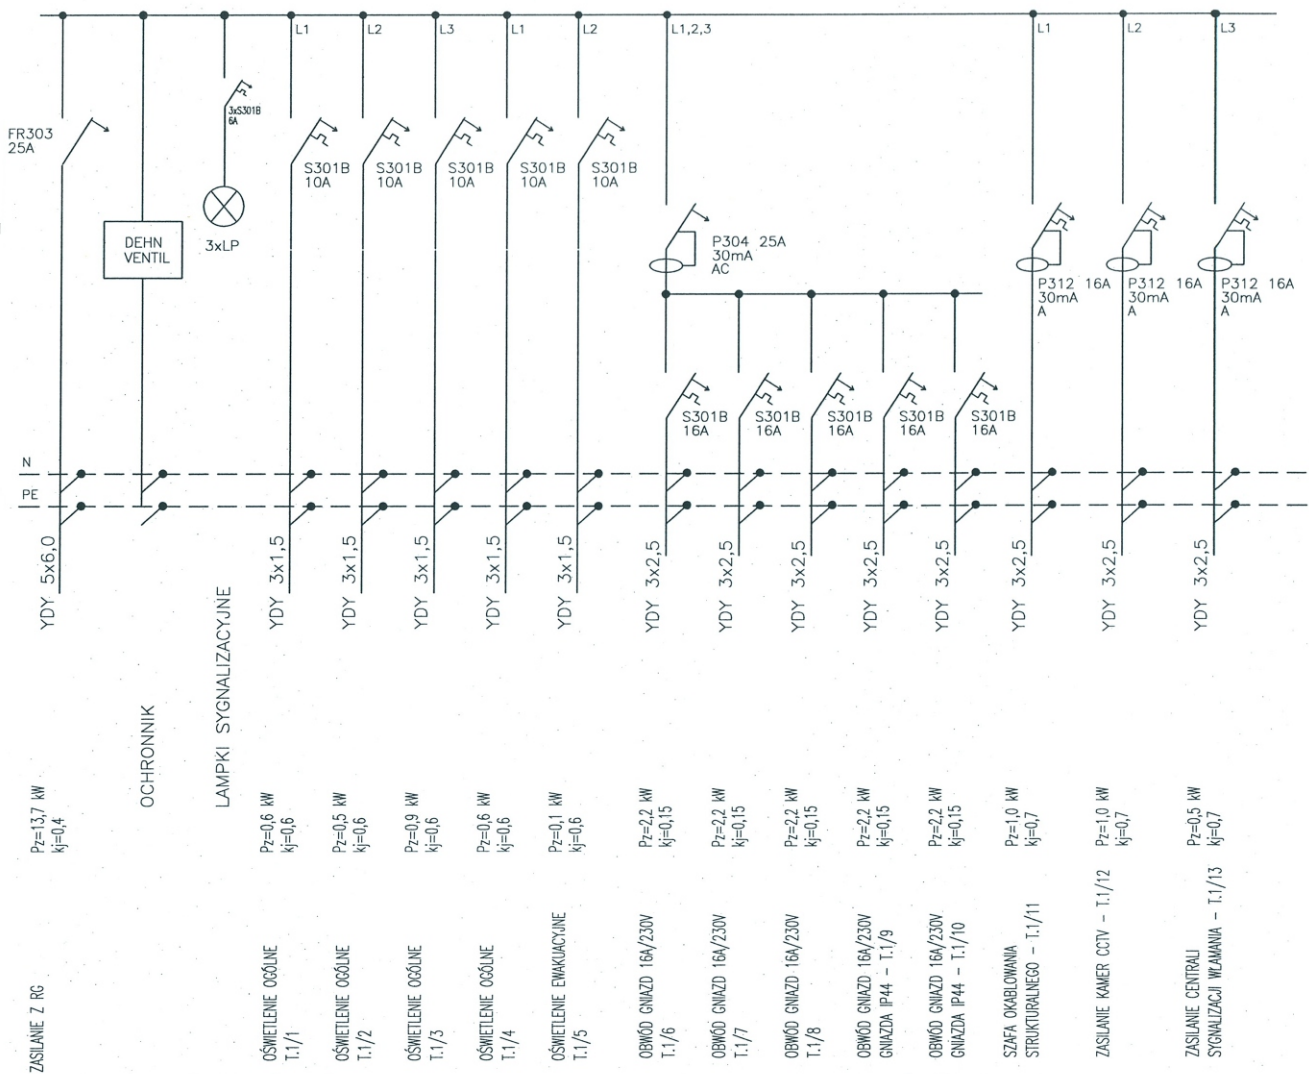 L1
L2
L3
L1
L2
L1,2,3
L1
L2
L3
3xS301B
6A
FR303
25A
S301B
10A
S301B
10A
S301B
10A
S301B
10A
S301B
10A
DEHN
VENTIL
3xLP
P304 25A
30mA
AC
P312 16A
30mA
A
P312 16A
30mA
A
P312 16A
30mA
A
S301B
16A
S301B
16A
S301B
16A
S301B
16A
S301B
16A
N
PE
YDY 5x6,0
YDY 3x1,5
YDY 3x1,5
YDY 3x1,5
YDY 3x1,5
YDY 3x1,5
YDY 3x2,5
YDY 3x2,5
YDY 3x2,5
YDY 3x2,5
YDY 3x2,5
YDY 3x2,5
YDY 3x2,5
YDY 3x2,5
OCHRONNIK
LAMPKI SYGNALIZACYJNE
Pz=13,7 kW
kj=0,4
Pz=0,6 kW
kj=0,6
Pz=0,5 kW
kj=0,6
Pz=0,9 kW
kj=0,6
Pz=0,6 kW
kj=0,6
Pz=0,1 kW
kj=0,6
Pz=2,2 kW
kj=0,15
Pz=2,2 kW
kj=0,15
Pz=2,2 kW
kj=0,15
Pz=2,2 kW
kj=0,15
Pz=2,2 kW
kj=0,15
Pz=1,0 kW
kj=0,7
Pz=1,0 kW
kj=0,7
Pz=0,5 kW
kj=0,7
ZASILANIE Z RG
OŚWIETLENIE OGÓLNE
T.1/1
OŚWIETLENIE OGÓLNE
T.1/2
OŚWIETLENIE OGÓLNE
T.1/3
OŚWIETLENIE OGÓLNE
T.1/4
OŚWIETLENIE EWAKUACYJNE
T.1/5
OBWÓD GNIAZD 16A/230V
T.1/6
OBWÓD GNIAZD 16A/230V
T.1/7
OBWÓD GNIAZD 16A/230V
T.1/8
OBWÓD GNIAZD 16A/230V
GNIAZDA IP44 - T.1/9
OBWÓD GNIAZD 16A/230V
GNIAZDA IP44 - T.1/10
SZAFA OKABLOWANIA
STRUKTURALNEGO - T.1/11
ZASILANIE KAMER CCTV - T.1/12
ZASILANIE CENTRALI
SYGNALIZACJI WŁAMANIA - T.1/13